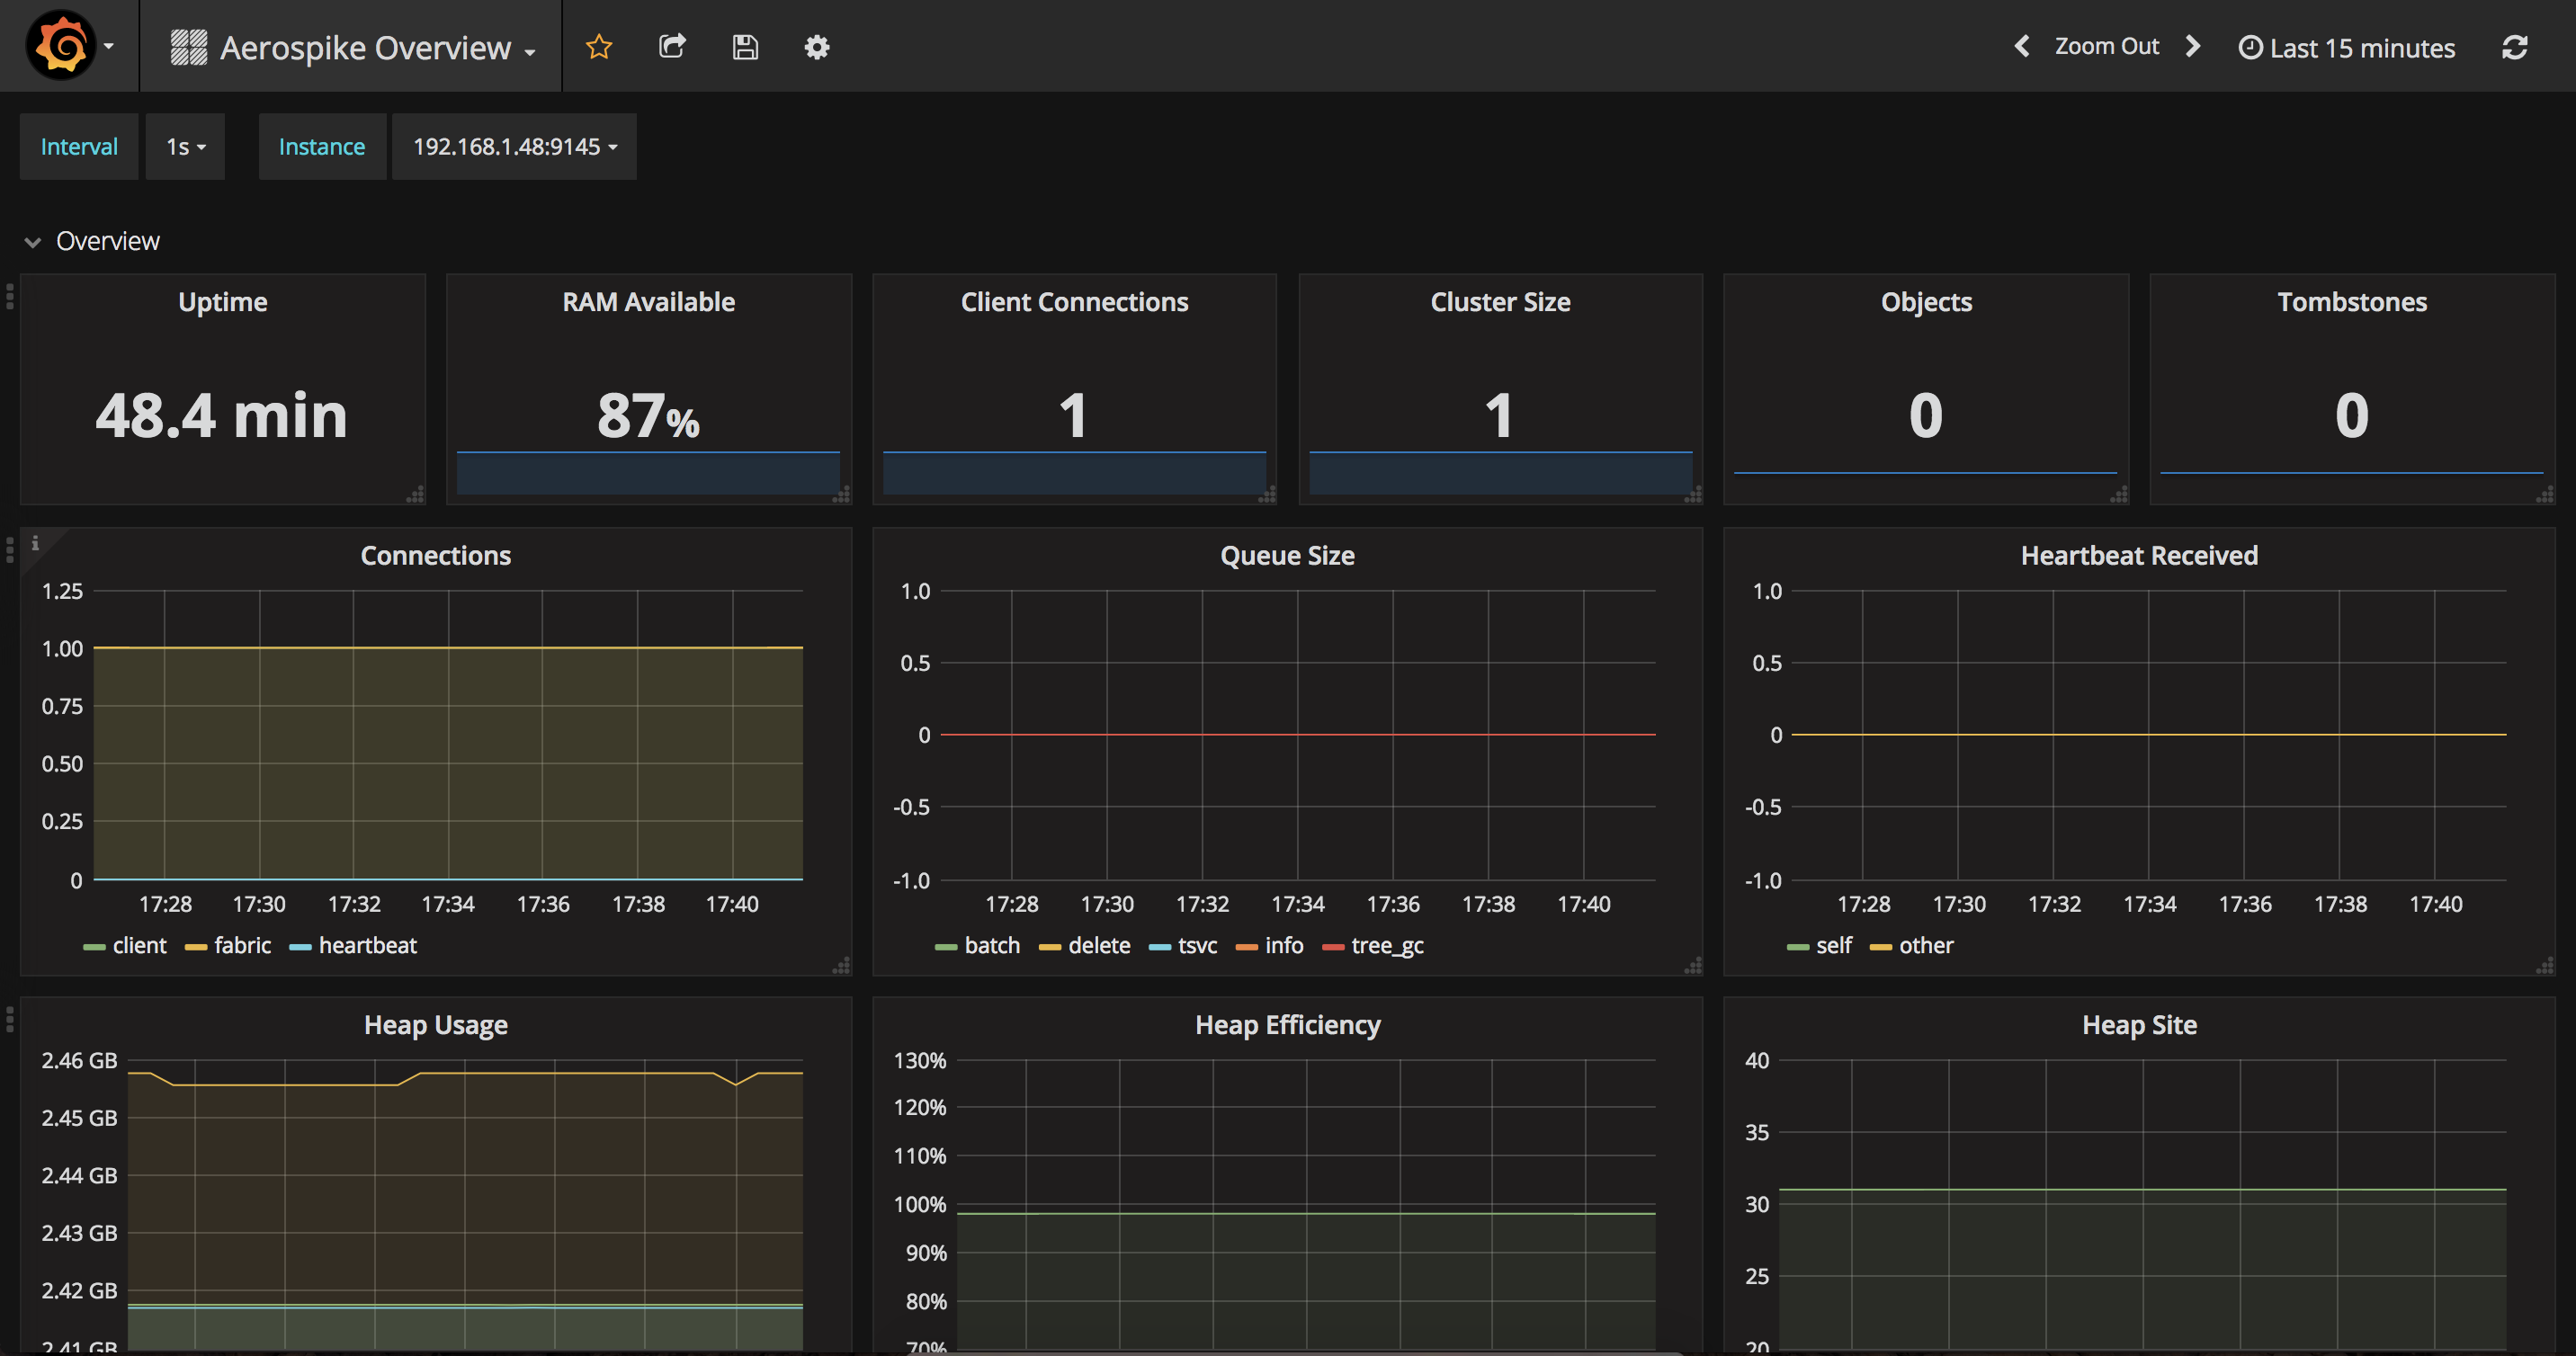 Aerospike Overview
Zoom Out
Last 15 minutes
Interval
1s
Instance
192.168.1.48:9145
Overview
Uptime
48.4 min
RAM Available
87%
Client Connections
1
Cluster Size
1
Objects
0
Tombstones
0
i
Connections
1.25
1.00
0.75
0.50
0.25
0
17:28 17:30 17:32 17:34 17:36 17:38 17:40
client fabric heartbeat
Queue Size
1.0
0.5
0
-0.5
-1.0
17:28 17:30 17:32 17:34 17:36 17:38 17:40
batch delete tsvc info tree_gc
Heartbeat Received
1.0
0.5
0
-0.5
-1.0
17:28 17:30 17:32 17:34 17:36 17:38 17:40
self other
Heap Usage
2.46 GB
2.45 GB
2.44 GB
2.43 GB
2.42 GB
2.41 GB
Heap Efficiency
130%
120%
110%
100%
90%
80%
70%
Heap Site
40
35
30
25
20